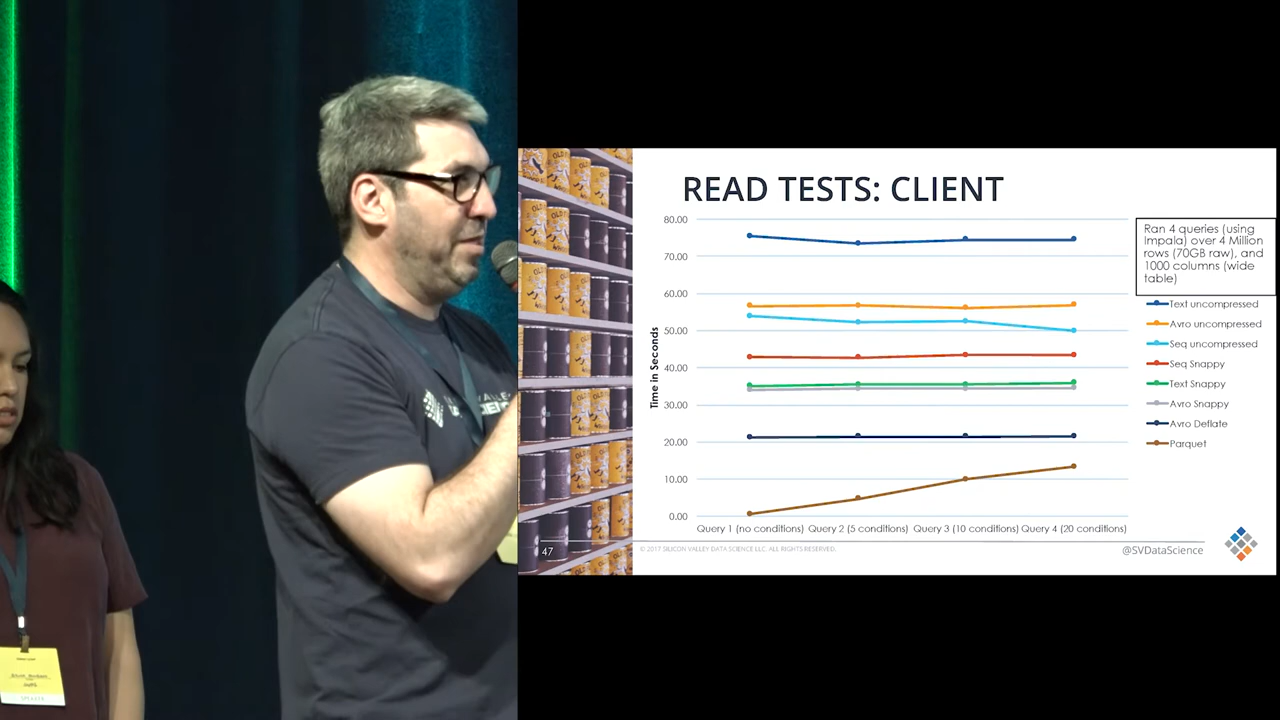 READ TESTS: CLIENT
80.00
70.00
60.00
50.00
40.00
30.00
20.00
10.00
0.00
Time in Seconds
Query 1 (no conditions) Query 2 (5 conditions) Query 3 (10 conditions) Query 4 (20 conditions)
Ran 4 queries (using
Impala) over 4 Million
rows (70GB raw), and
1000 columns (wide
table)
Text uncompressed
Avro uncompressed
Seq uncompressed
Seq Snappy
Text Snappy
Avro Snappy
Avro Deflate
Parquet
47
© 2017 SILICON VALLEY DATA SCIENCE LLC. ALL RIGHTS RESERVED.
@SVDataScience